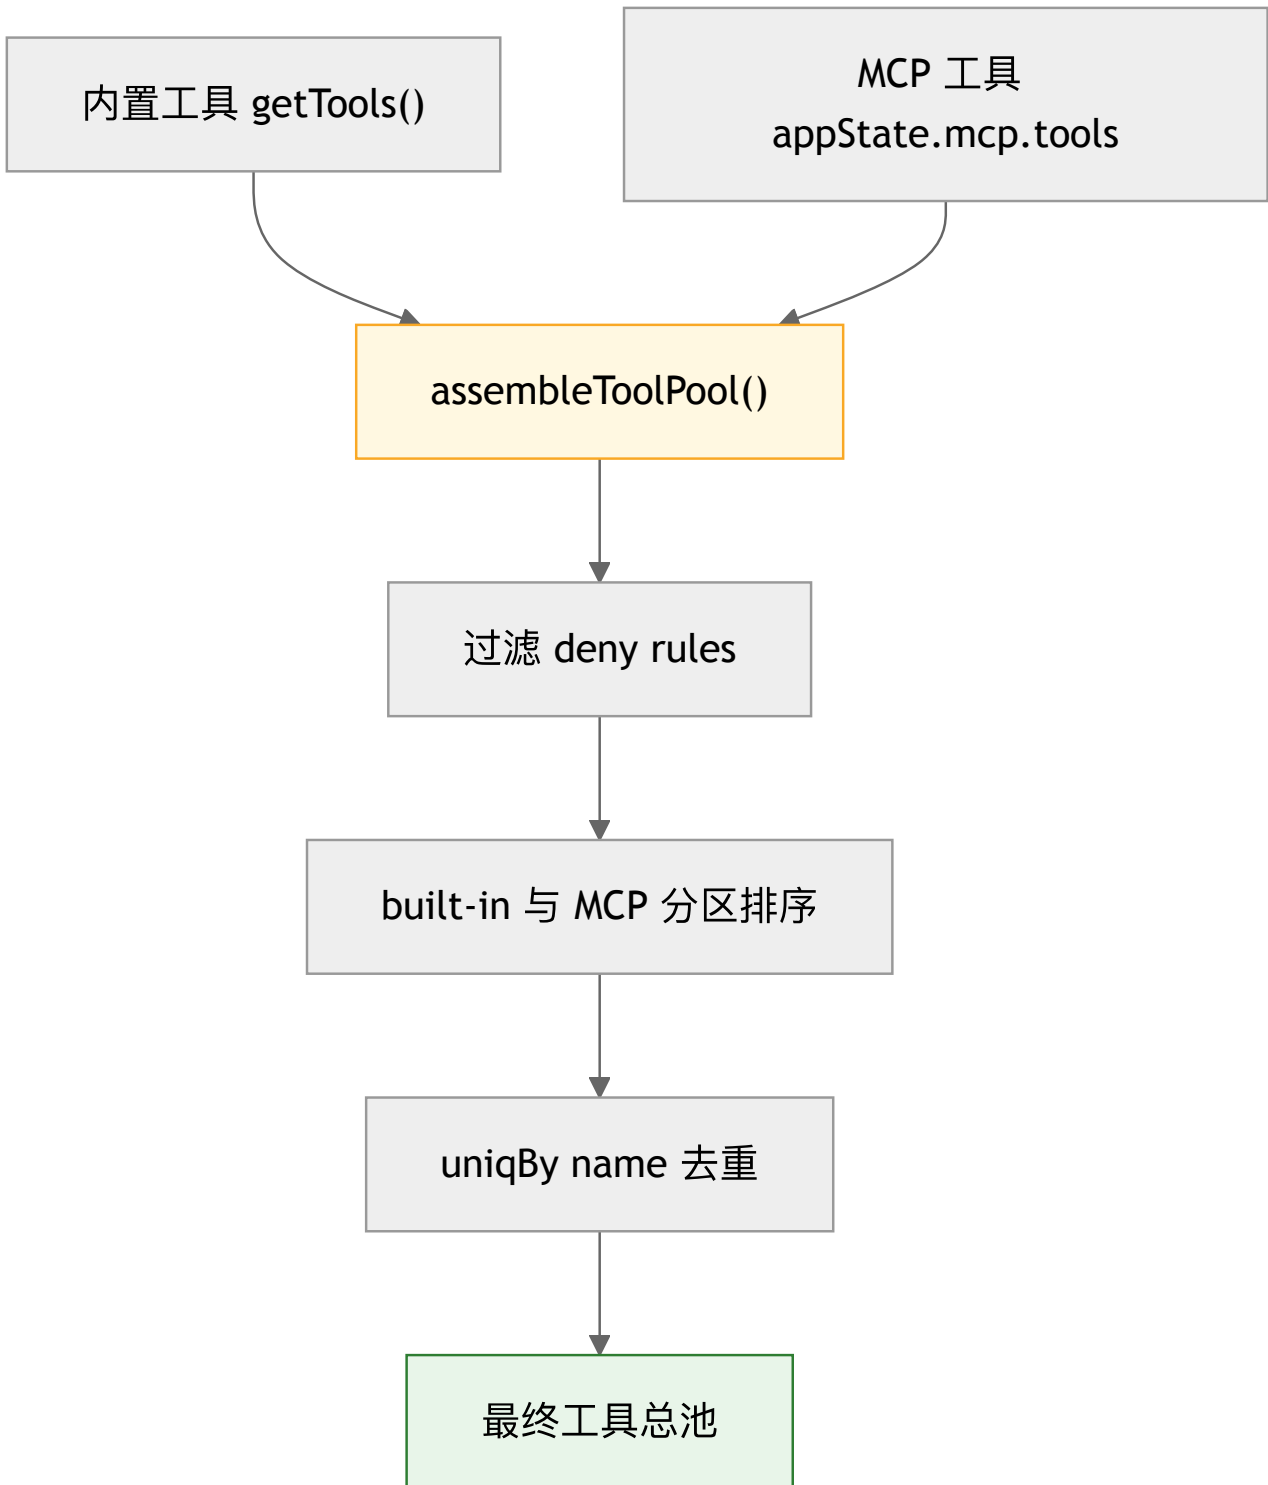 内置工具 getTools()
MCP 工具
appState.mcp.tools
assembleToolPool()
过滤 deny rules
built-in 与 MCP 分区排序
uniqBy name 去重
最终工具总池